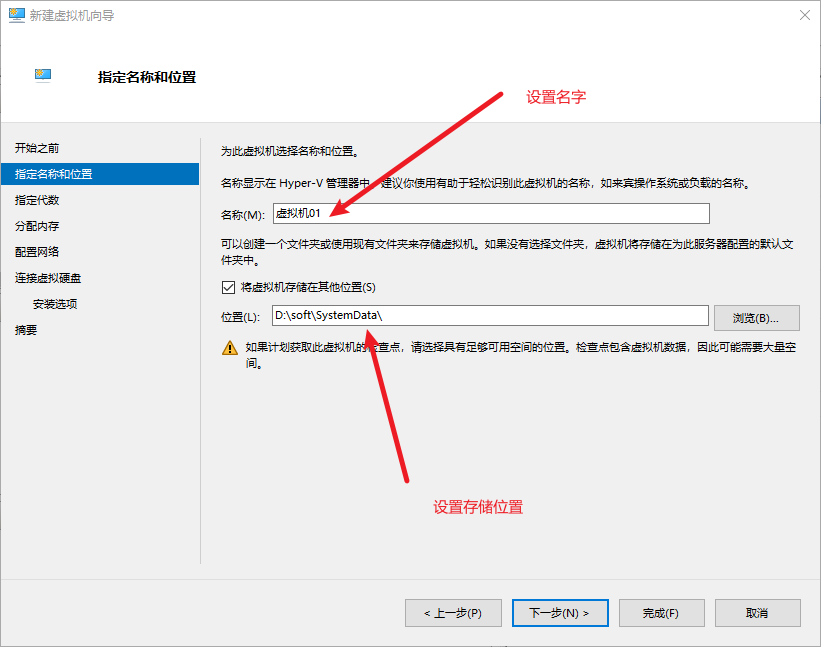 新建虚拟机向导
指定名称和位置
设置名字
开始之前
指定名称和位置
指定代数
分配内存
配置网络
连接虚拟硬盘
安装选项
摘要
为此虚拟机选择名称和位置。
名称显示在 Hyper-V 管理器中。建议你使用有助于轻松识别此虚拟机的名称，如来宾操作系统或负载的名称。
名称(M): 虚拟机01
可以创建一个文件夹或使用现有文件夹来存储虚拟机。如果没有选择文件夹，虚拟机将存储在为此服务器配置的默认文
件夹中。
将虚拟机存储在其他位置(S)
位置(L): D:\soft\SystemData\ 浏览(B)...
如果计划获取此虚拟机的检查点，请选择具有足够可用空间的位置。检查点包含虚拟机数据，因此可能需要大量空
间。
设置存储位置
< 上一步(P) 下一步(N) > 完成(F) 取消